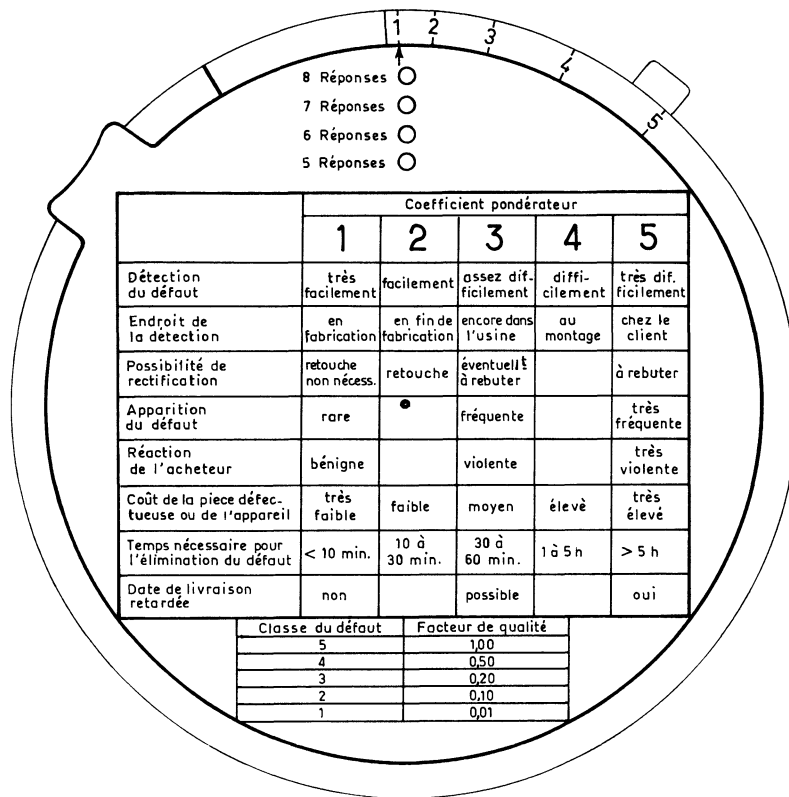 1 2 3 4 5
8 Réponses
7 Réponses
6 Réponses
5 Réponses
Coefficient pondérateur
1 2 3 4 5
Détection du défaut
très facilement
facilement
assez dif-
ficilement
diffi-
cilement
très dif.
ficilement
Endroit de
la détection
en
fabrication
en fin de
fabrication
encore dans
l'usine
au
montage
chez le
client
Possibilité de
rectification
retouche
non nécess.
retouche
éventuellt
à rebuter
à rebuter
Apparition
du défaut
rare
fréquente
très
fréquente
Réaction
de l'acheteur
bénigne
violente
très
violente
Coût de la piece défec-
tueuse ou de l'appareil
très
faible
faible
moyen
élevè
très
élevé
Temps nécessaire pour
l'élimination du défaut
< 10 min.
10 à
30 min.
30 à
60 min.
1 à 5 h
> 5 h
Date de livraison
retardée
non
possible
oui
Classe du défaut Facteur de qualité
5 1,00
4 0,50
3 0,20
2 0,10
1 0,01